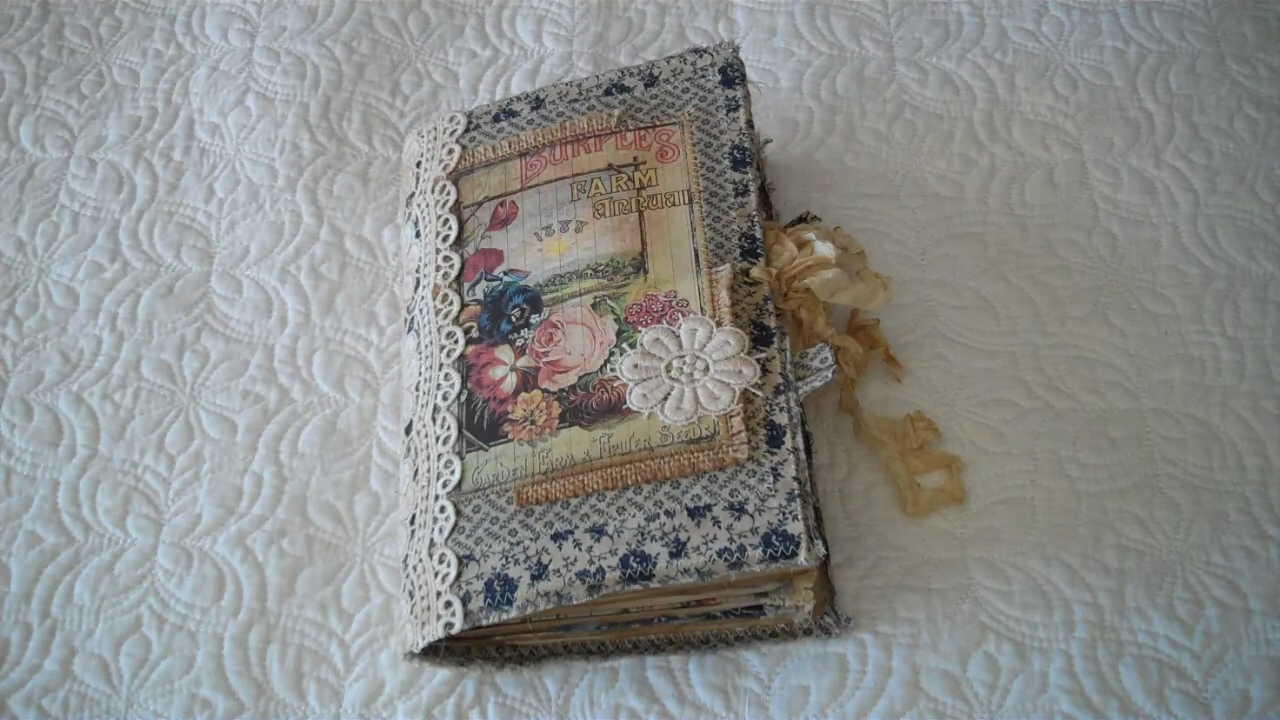 BURPEE'S
FARM
ANNUAL
1888
GARDEN FARM & FLOWER SEEDS